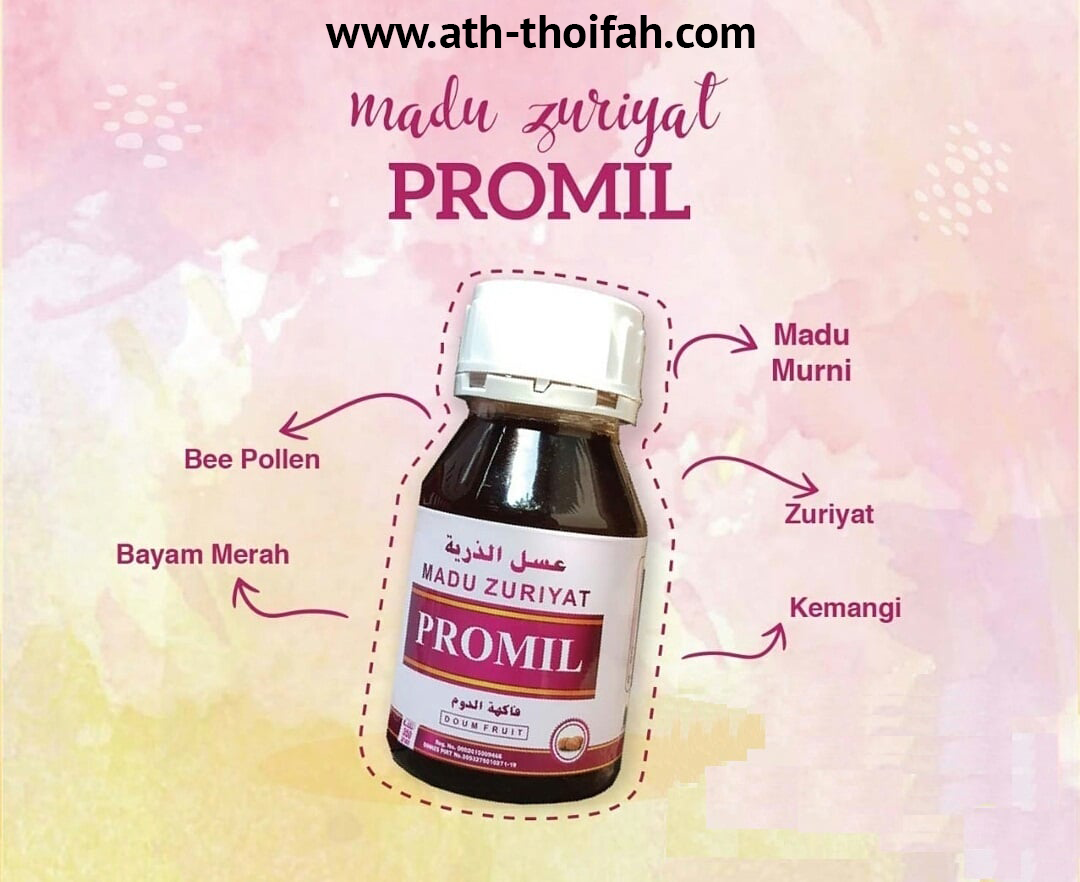 www.ath-thoifah.com
madu zuriyat
PROMIL
Madu
Murni
Bee Pollen
Zuriyat
Bayam Merah
Kemangi
عسل الذرية
MADU ZURIYAT
PROMIL
فاكهة الدوم
DOUM FRUIT